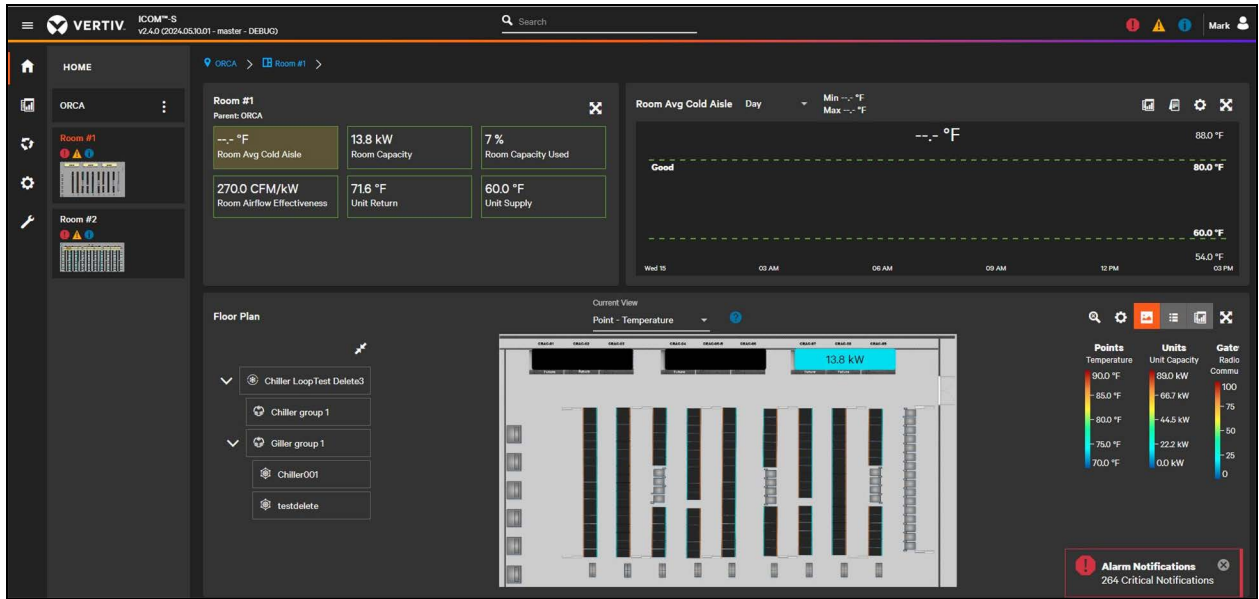 VERTIV.
ICOM™-S
v2.4.0 (2024.05.10.01 - master - DEBUG)
Search
Mark
HOME
ORCA
Room #1
Room #2
ORCA > Room #1 >
Room #1
Parent: ORCA
--.- °F
Room Avg Cold Aisle
13.8 kW
Room Capacity
7 %
Room Capacity Used
270.0 CFM/kW
Room Airflow Effectiveness
71.6 °F
Unit Return
60.0 °F
Unit Supply
Room Avg Cold Aisle
Day
Min --.- °F
Max --.- °F
--.- °F
88.0 °F
Good
80.0 °F
60.0 °F
54.0 °F
Wed 15
03 AM
06 AM
09 AM
12 PM
03 PM
Floor Plan
Current View
Point - Temperature
Chiller LoopTest Delete3
Chiller group 1
Giller group 1
Chiller001
testdelete
13.8 kW
Points
Temperature
90.0 °F
85.0 °F
80.0 °F
75.0 °F
70.0 °F
Units
Unit Capacity
89.0 kW
66.7 kW
44.5 kW
22.2 kW
0.0 kW
Gate
Radio
Commu
100
75
50
25
0
Alarm Notifications
264 Critical Notifications